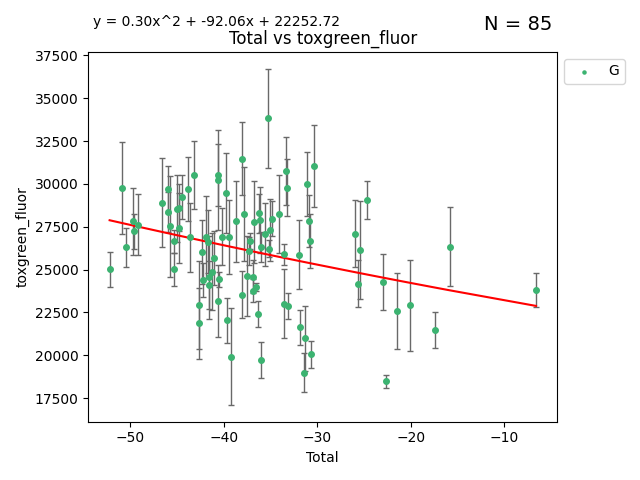 y = 0.30x^2 + -92.06x + 22252.72
N = 85
Total vs toxgreen_fluor
37500
35000
32500
30000
27500
25000
22500
20000
17500
toxgreen_fluor
−50
−40
−30
−20
−10
Total
G